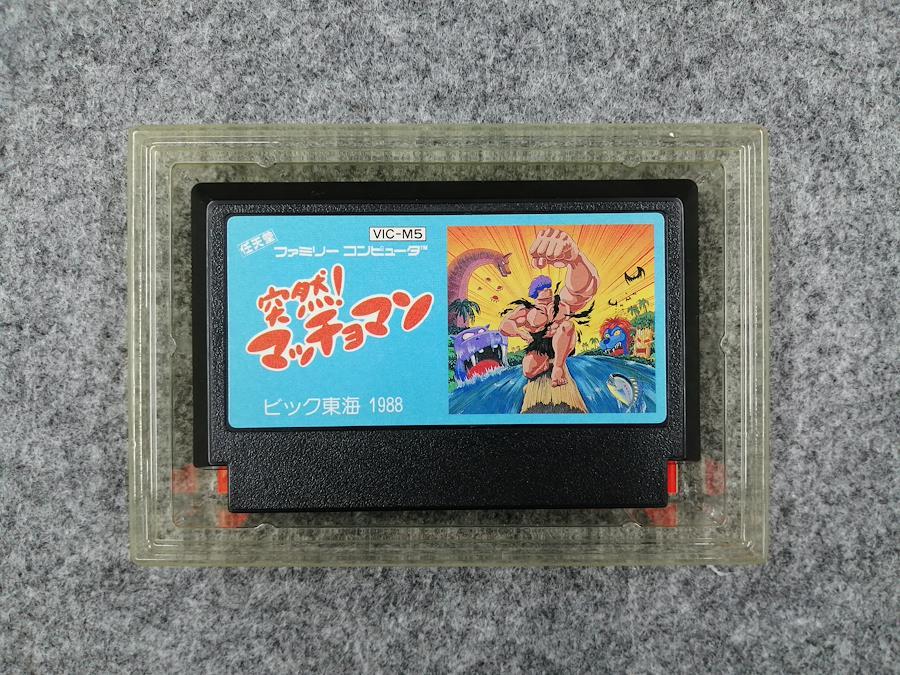 任天堂
ファミリー コンピュータ™
VIC-M5
突然!
マッチョマン
ビック東海 1988